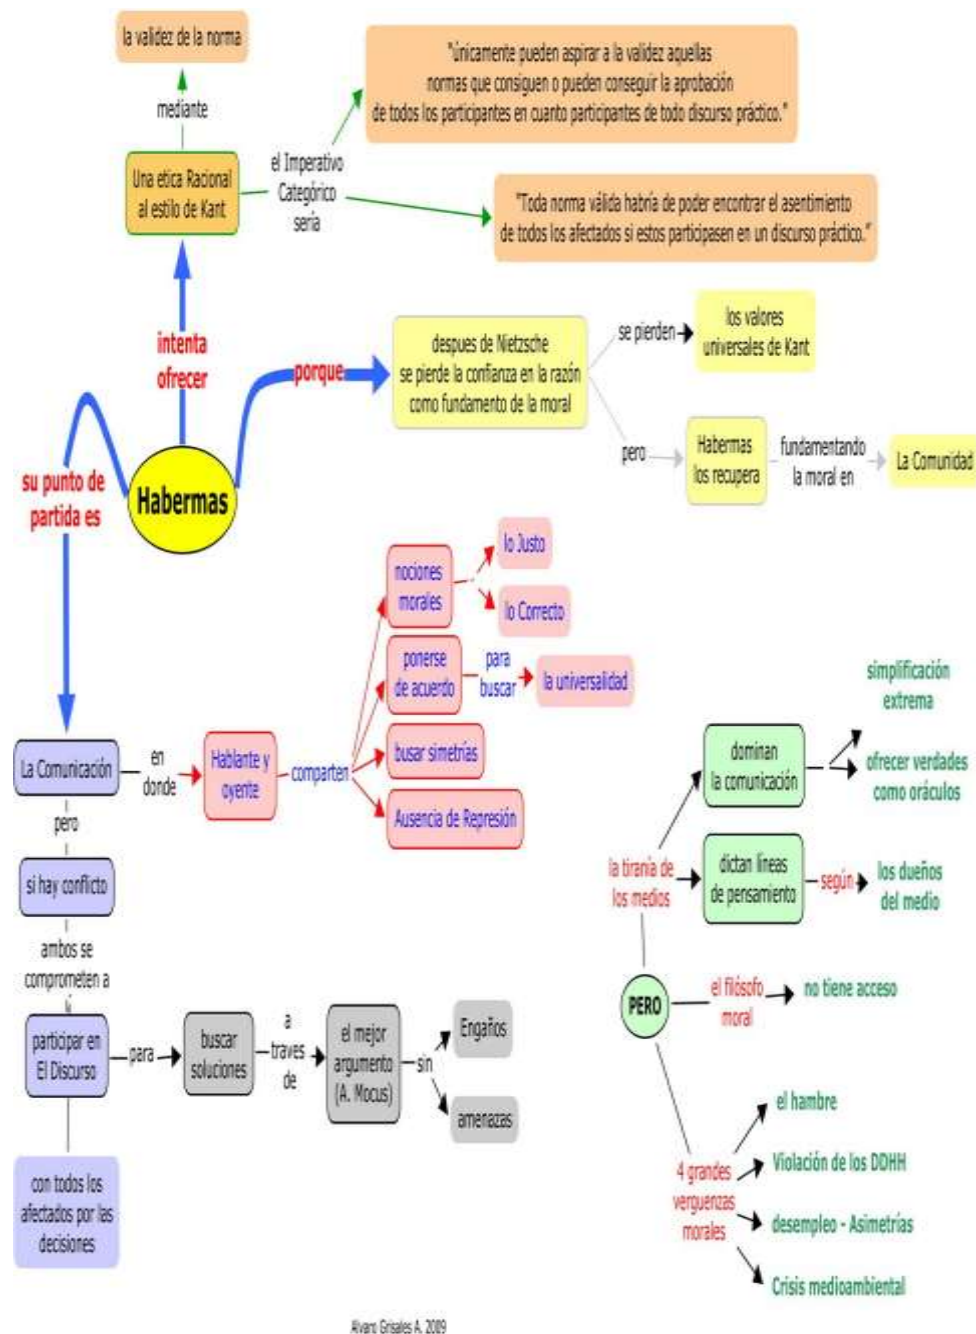 la validez de la norma
mediante
Una etica Racional
al estilo de Kant
el Imperativo
Categórico
sería
"únicamente pueden aspirar a la validez aquellas
normas que consiguen o pueden conseguir la aprobación
de todos los participantes en cuanto participantes de todo discurso práctico."
"Toda norma válida habría de poder encontrar el asentimiento
de todos los afectados si estos participasen en un discurso práctico."
intenta
ofrecer
porque
despues de Nietzsche
se pierde la confianza en la razón
como fundamento de la moral
se pierden
los valores
universales de Kant
pero
Habermas
los recupera
fundamentando
la moral en
La Comunidad
Habermas
su punto de
partida es
La Comunicación
en
donde
Hablante y
oyente
comparten
nociones
morales
lo Justo
lo Correcto
ponerse
de acuerdo
para
buscar
la universalidad
busar simetrías
Ausencia de Represión
pero
si hay conflicto
ambos se
comprometen a
participar en
El Discurso
para
buscar
soluciones
a
traves
de
el mejor
argumento
(A. Mocus)
sin
Engaños
amenazas
con todos los
afectados por las
decisiones
PERO
la tiranía de
los medios
dominan
la comunicación
simplificación
extrema
ofrecer verdades
como oráculos
dictan líneas
de pensamiento
según
los dueños
del medio
el filósofo
moral
no tiene acceso
4 grandes
verguenzas
morales
el hambre
Violación de los DDHH
desempleo - Asimetrías
Crisis medioambiental
Alvaro Grisales A. 2009